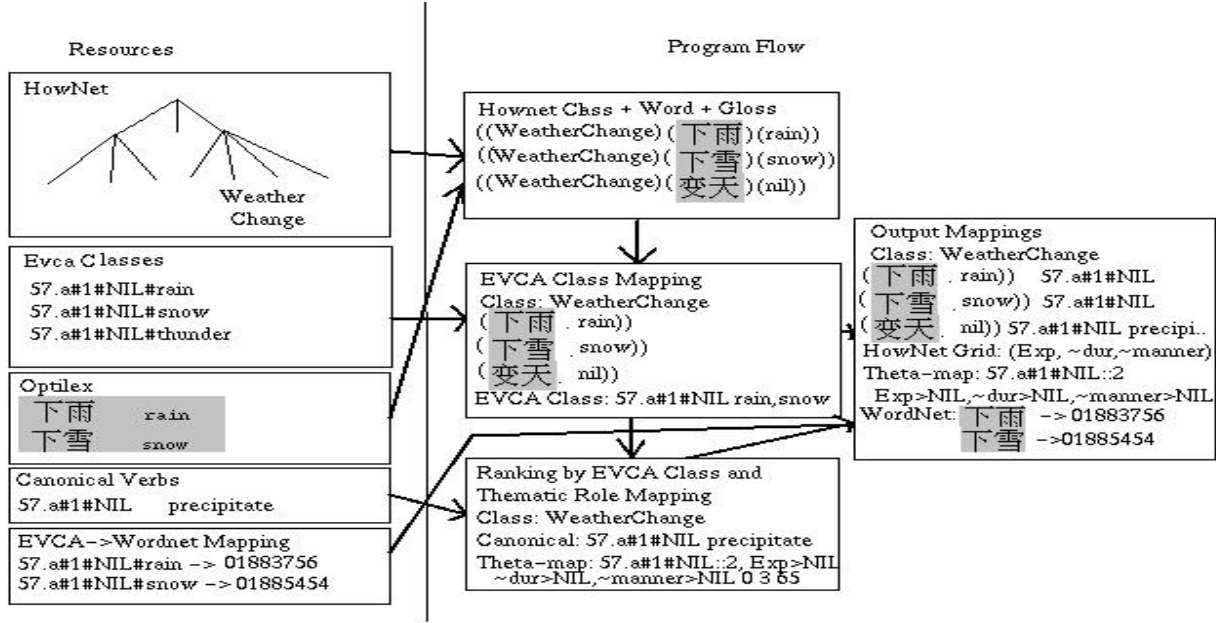 Resources
HowNet
Weather
Change
Evca Classes
57.a#1#NIL#rain
57.a#1#NIL#snow
57.a#1#NIL#thunder
Optilex
下雨 rain
下雪 snow
Canonical Verbs
57.a#1#NIL precipitate
EVCA->Wordnet Mapping
57.a#1#NIL#rain -> 01883756
57.a#1#NIL#snow -> 01885454
Program Flow
Hownet Class + Word + Gloss
((WeatherChange)(下雨)(rain))
((WeatherChange)(下雪)(snow))
((WeatherChange)(变天)(nil))
EVCA Class Mapping
Class: WeatherChange
(下雨 . rain))
(下雪 . snow))
(变天 . nil))
EVCA Class: 57.a#1#NIL rain,snow
Ranking by EVCA Class and
Thematic Role Mapping
Class: WeatherChange
Canonical: 57.a#1#NIL precipitate
Theta-map: 57.a#1#NIL::2, Exp>NIL
~dur>NIL,~manner>NIL 0 3 65
Output Mappings
Class: WeatherChange
(下雨 . rain)) 57.a#1#NIL
(下雪 . snow)) 57.a#1#NIL
(变天 . nil)) 57.a#1#NIL precipi..
HowNet Grid: (Exp, ~dur,~manner)
Theta-map: 57.a#1#NIL::2
Exp>NIL,~dur>NIL,~manner>NIL
WordNet: 下雨 -> 01883756
下雪 ->01885454